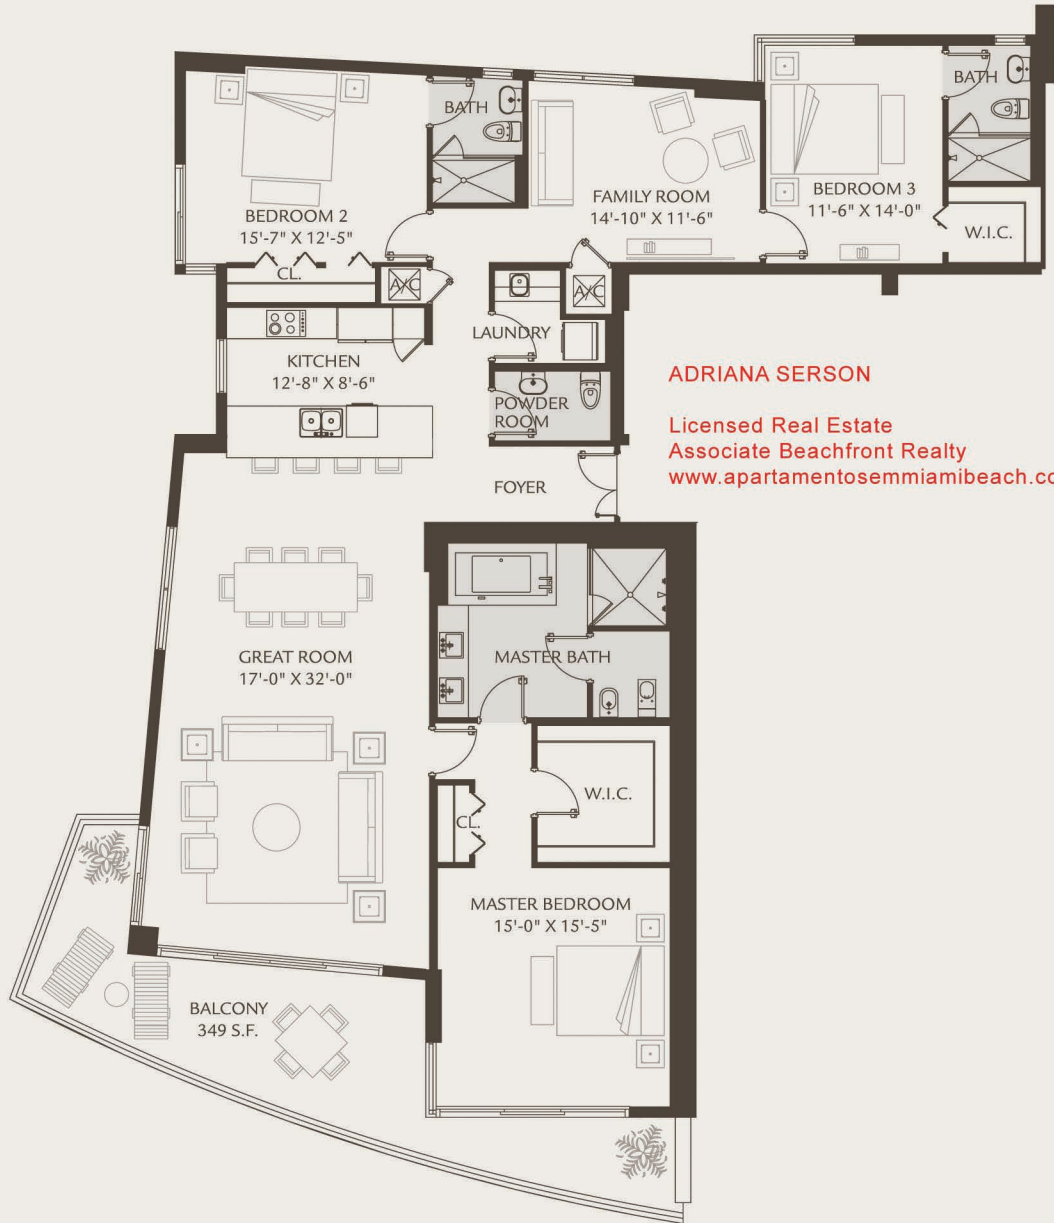 BATH
BATH
FAMILY ROOM
14'-10" X 11'-6"
BEDROOM 3
11'-6" X 14'-0"
BEDROOM 2
15'-7" X 12'-5"
W.I.C.
CL.
A/C
A/C
LAUNDRY
KITCHEN
12'-8" X 8'-6"
POWDER
ROOM
ADRIANA SERSON
Licensed Real Estate
Associate Beachfront Realty
www.apartamentosemmiamibeach.co
FOYER
GREAT ROOM
17'-0" X 32'-0"
MASTER BATH
W.I.C.
CL.
MASTER BEDROOM
15'-0" X 15'-5"
BALCONY
349 S.F.